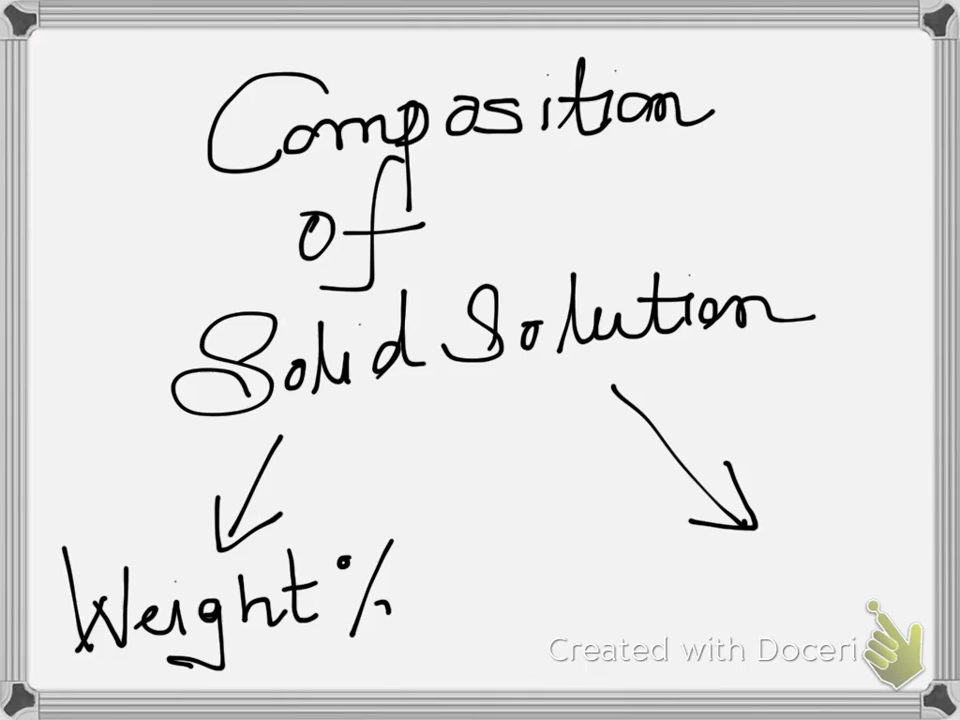 Composition
of
Solid Solution
Weight %
Created with Doceri